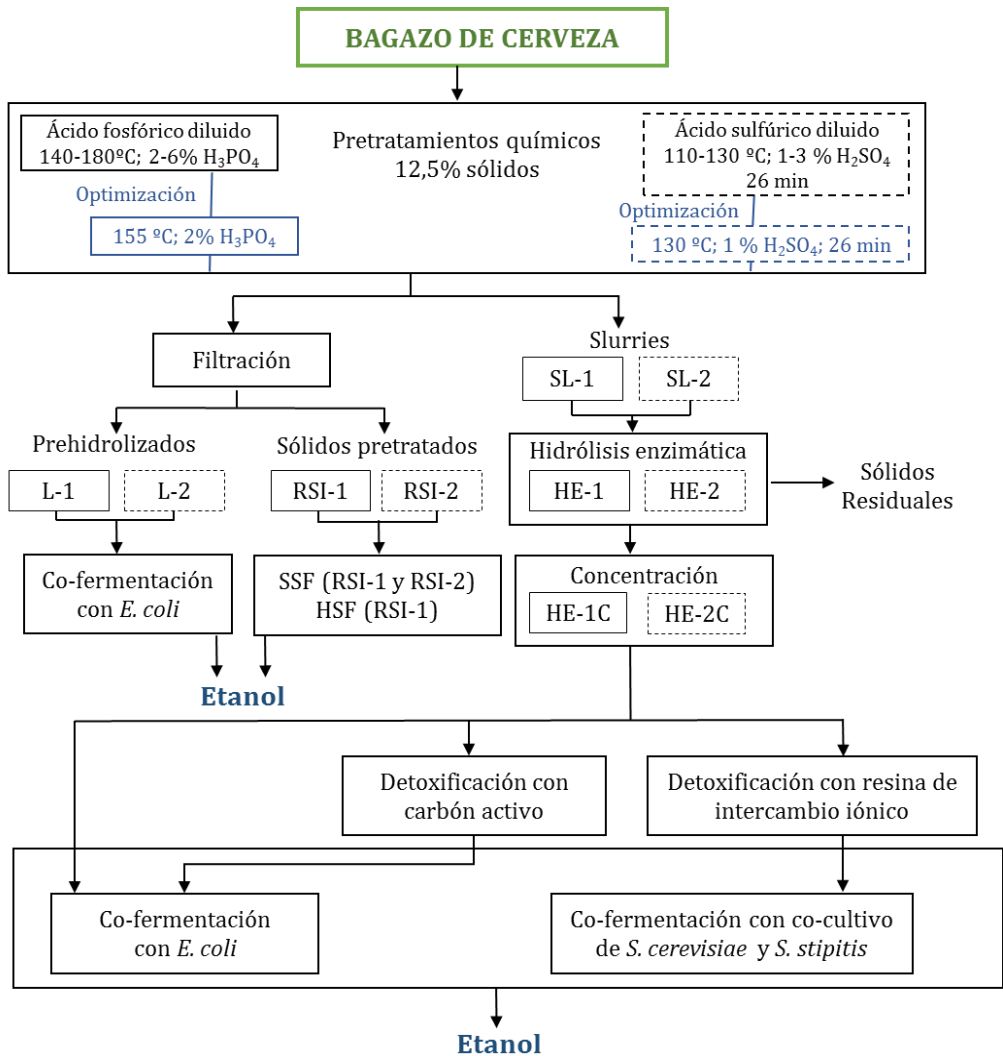 BAGAZO DE CERVEZA
Ácido fosfórico diluido
140-180ºC; 2-6% H₃PO₄
Optimización
155 ºC; 2% H₃PO₄
Pretratamientos químicos
12,5% sólidos
Ácido sulfúrico diluido
110-130 ºC; 1-3 % H₂SO₄
26 min
Optimización
130 ºC; 1 % H₂SO₄; 26 min
Filtración
Slurries
SL-1
SL-2
Prehidrolizados
L-1
L-2
Sólidos pretratados
RSI-1
RSI-2
Hidrólisis enzimática
HE-1
HE-2
Sólidos
Residuales
Co-fermentación
con E. coli
SSF (RSI-1 y RSI-2)
HSF (RSI-1)
Concentración
HE-1C
HE-2C
Etanol
Detoxificación con
carbón activo
Detoxificación con resina de
intercambio iónico
Co-fermentación
con E. coli
Co-fermentación con co-cultivo
de S. cerevisiae y S. stipitis
Etanol